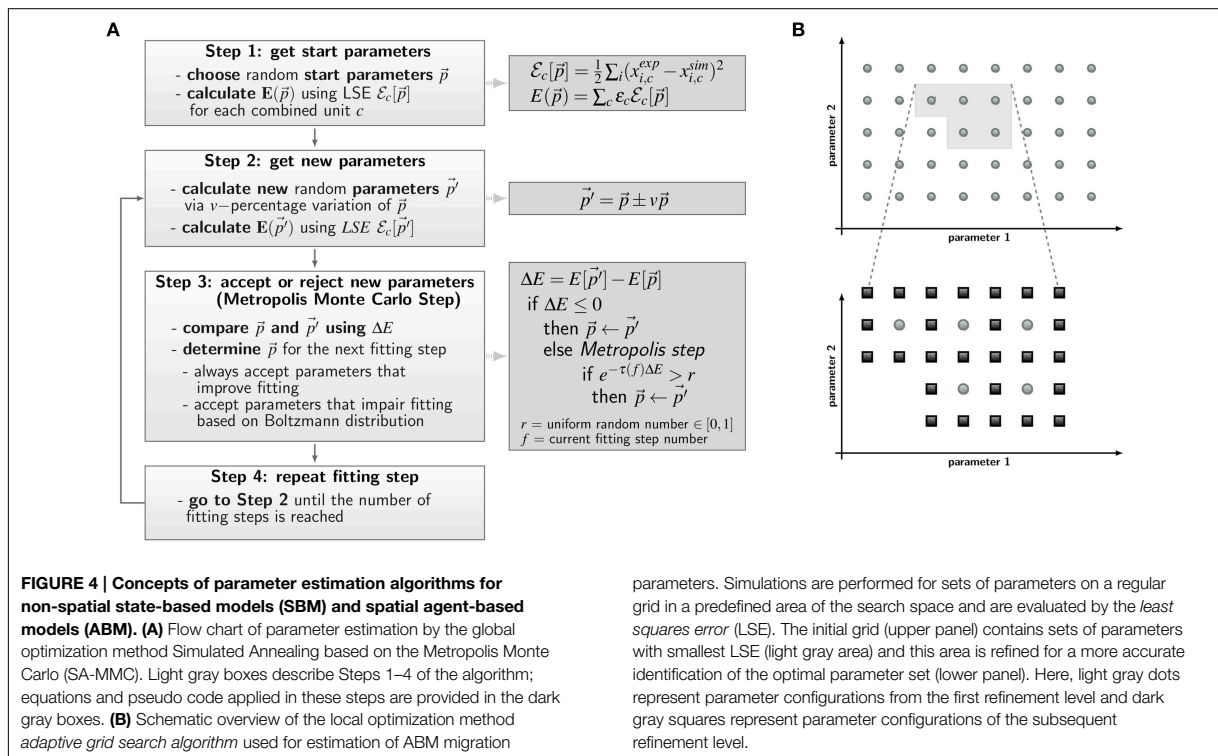 A
Step 1: get start parameters
- choose random start parameters p⃗
- calculate E(p⃗) using LSE ℰ_c[p⃗]
for each combined unit c
ℰ_c[p⃗] = ½ ∑_i (x_{i,c}^{exp} − x_{i,c}^{sim})²
E(p⃗) = ∑_c ε_c ℰ_c[p⃗]
Step 2: get new parameters
- calculate new random parameters p⃗′
via v−percentage variation of p⃗
- calculate E(p⃗′) using LSE ℰ_c[p⃗′]
p⃗′ = p⃗ ± vp⃗
Step 3: accept or reject new parameters
(Metropolis Monte Carlo Step)
- compare p⃗ and p⃗′ using ΔE
- determine p⃗ for the next fitting step
- always accept parameters that
improve fitting
- accept parameters that impair fitting
based on Boltzmann distribution
ΔE = E[p⃗′] − E[p⃗]
if ΔE ≤ 0
then p⃗ ← p⃗′
else Metropolis step
if e^{−τ(f)ΔE} > r
then p⃗ ← p⃗′
r = uniform random number ∈ [0,1]
f = current fitting step number
Step 4: repeat fitting step
- go to Step 2 until the number of
fitting steps is reached
B
parameter 2
parameter 1
parameter 2
parameter 1
FIGURE 4 | Concepts of parameter estimation algorithms for
non-spatial state-based models (SBM) and spatial agent-based
models (ABM). (A) Flow chart of parameter estimation by the global
optimization method Simulated Annealing based on the Metropolis Monte
Carlo (SA-MMC). Light gray boxes describe Steps 1–4 of the algorithm;
equations and pseudo code applied in these steps are provided in the dark
gray boxes. (B) Schematic overview of the local optimization method
adaptive grid search algorithm used for estimation of ABM migration
parameters. Simulations are performed for sets of parameters on a regular
grid in a predefined area of the search space and are evaluated by the least
squares error (LSE). The initial grid (upper panel) contains sets of parameters
with smallest LSE (light gray area) and this area is refined for a more accurate
identification of the optimal parameter set (lower panel). Here, light gray dots
represent parameter configurations from the first refinement level and dark
gray squares represent parameter configurations of the subsequent
refinement level.